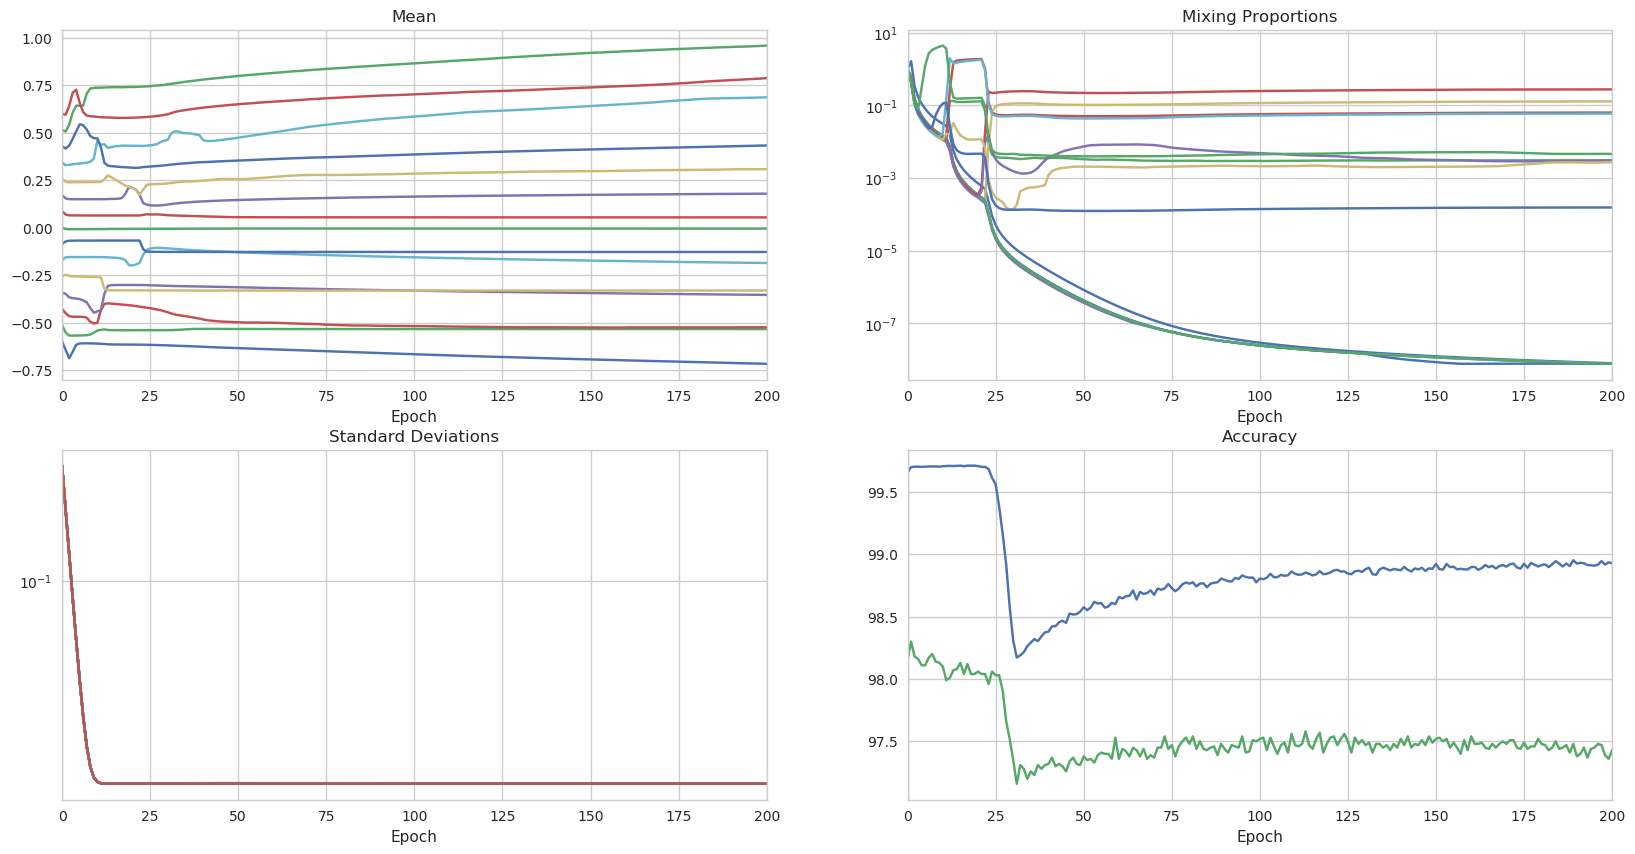 Mean
1.00
0.75
0.50
0.25
0.00
−0.25
−0.50
−0.75
0 25 50 75 100 125 150 175 200
Epoch
Mixing Proportions
10^1
10^−1
10^−3
10^−5
10^−7
0 25 50 75 100 125 150 175 200
Epoch
Standard Deviations
10^−1
0 25 50 75 100 125 150 175 200
Epoch
Accuracy
99.5
99.0
98.5
98.0
97.5
0 25 50 75 100 125 150 175 200
Epoch